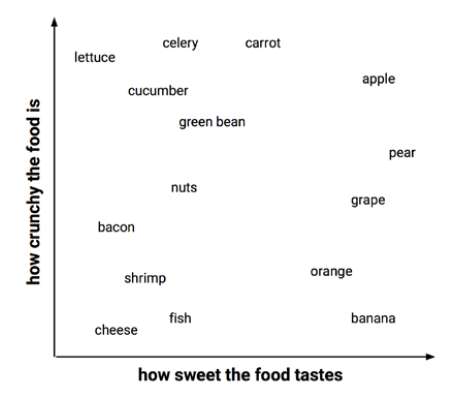 celery
carrot
lettuce
apple
cucumber
green bean
pear
nuts
grape
bacon
orange
shrimp
fish
banana
cheese
how crunchy the food is
how sweet the food tastes